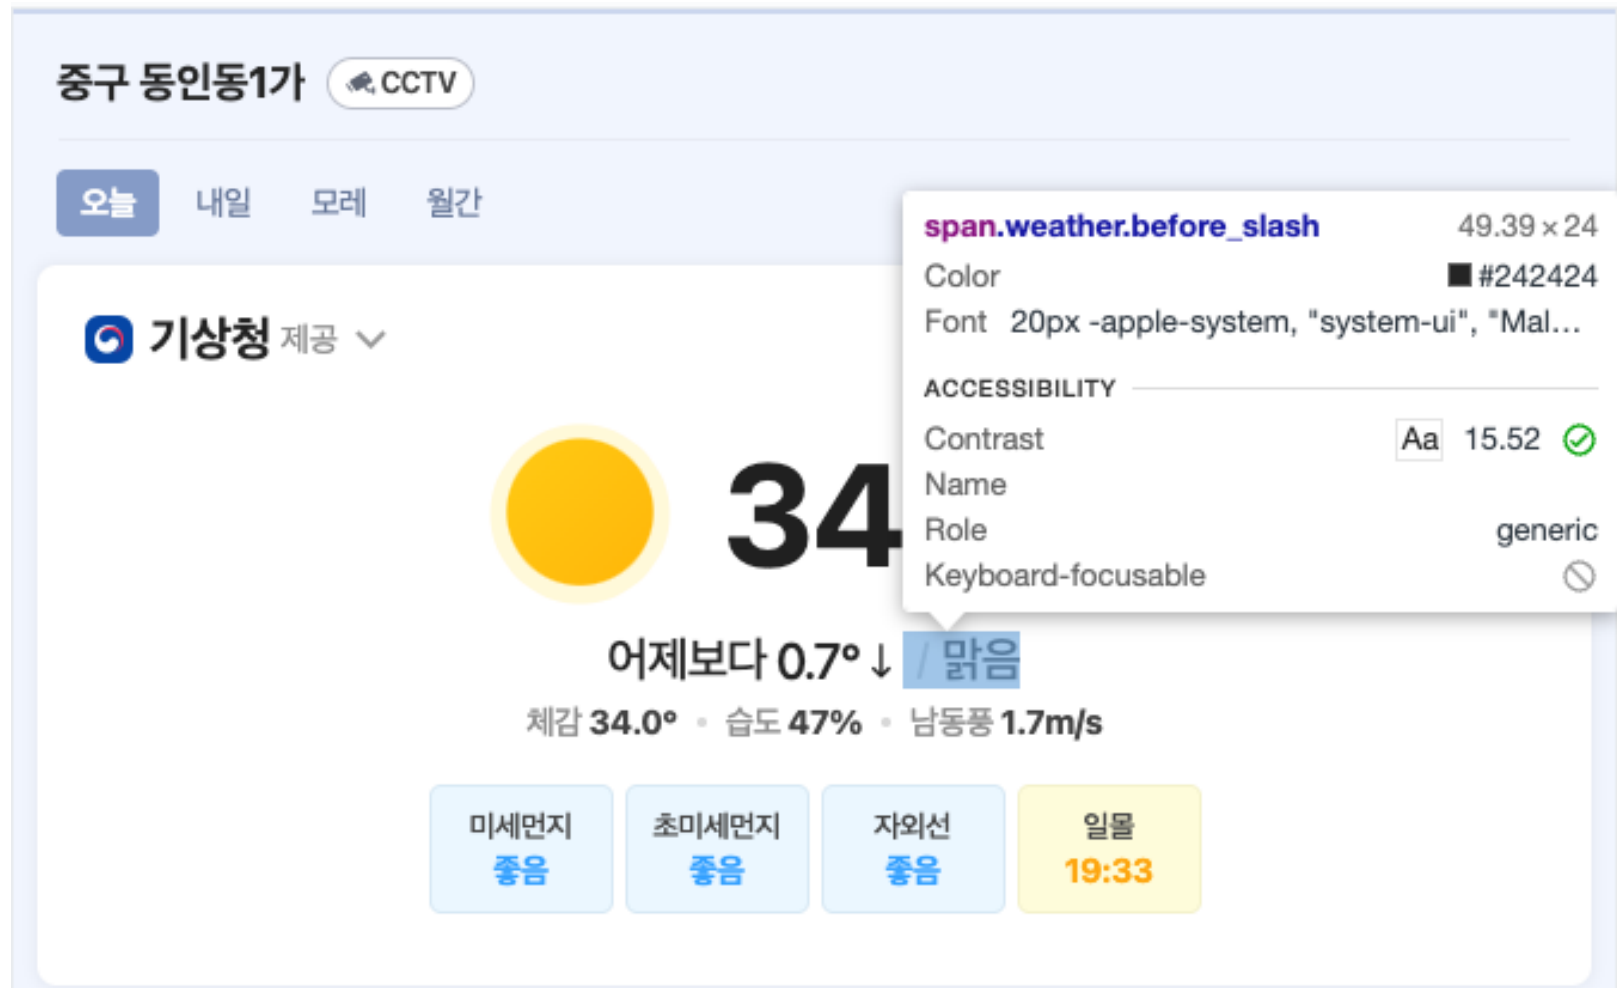 중구 동인동1가 CCTV
오늘 내일 모레 월간
기상청 제공
34
어제보다 0.7° ↓ / 맑음
체감 34.0° • 습도 47% • 남동풍 1.7m/s
미세먼지 초미세먼지 자외선 일몰
좋음 좋음 좋음 19:33
span.weather.before_slash 49.39 × 24
Color #242424
Font 20px -apple-system, "system-ui", "Mal…
ACCESSIBILITY
Contrast Aa 15.52
Name
Role generic
Keyboard-focusable